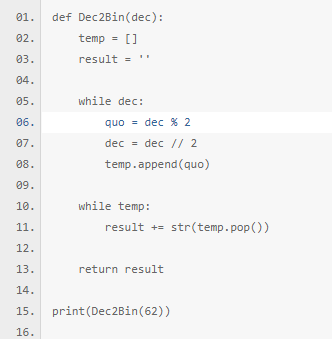 01. def Dec2Bin(dec):
02.     temp = []
03.     result = ''
04.
05.     while dec:
06.         quo = dec % 2
07.         dec = dec // 2
08.         temp.append(quo)
09.
10.     while temp:
11.         result += str(temp.pop())
12.
13.     return result
14.
15. print(Dec2Bin(62))
16.